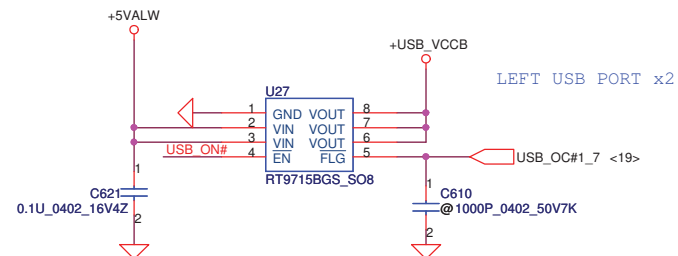 +5VALW
+USB_VCCB
LEFT USB PORT x2
U27
1 GND VOUT 8
2 VIN VOUT 7
3 VIN VOUT 6
USB_ON# 4 EN FLG 5
USB_OC#1_7 <19>
RT9715BGS_SO8
1
C621
0.1U_0402_16V4Z
2
1
C610
@1000P_0402_50V7K
2